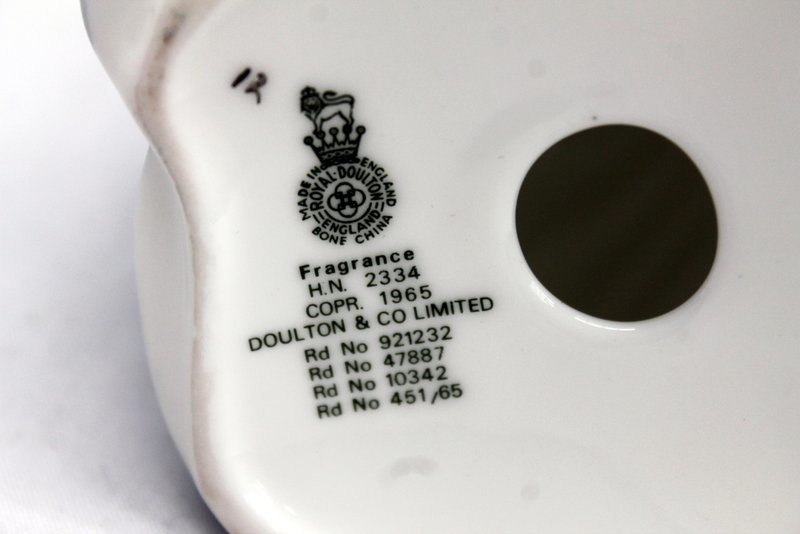 12
MADE IN ENGLAND
ROYAL·DOULTON
ENGLAND
BONE CHINA
Fragrance
H.N. 2334
COPR. 1965
DOULTON & CO LIMITED
Rd No 921232
Rd No 47887
Rd No 10342
Rd No 451/65